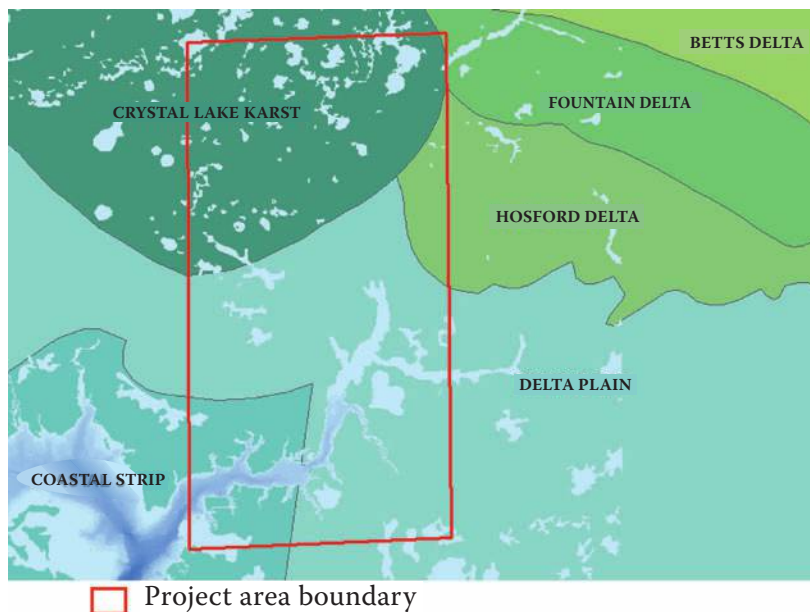 BETTS DELTA
FOUNTAIN DELTA
CRYSTAL LAKE KARST
HOSFORD DELTA
DELTA PLAIN
COASTAL STRIP
Project area boundary